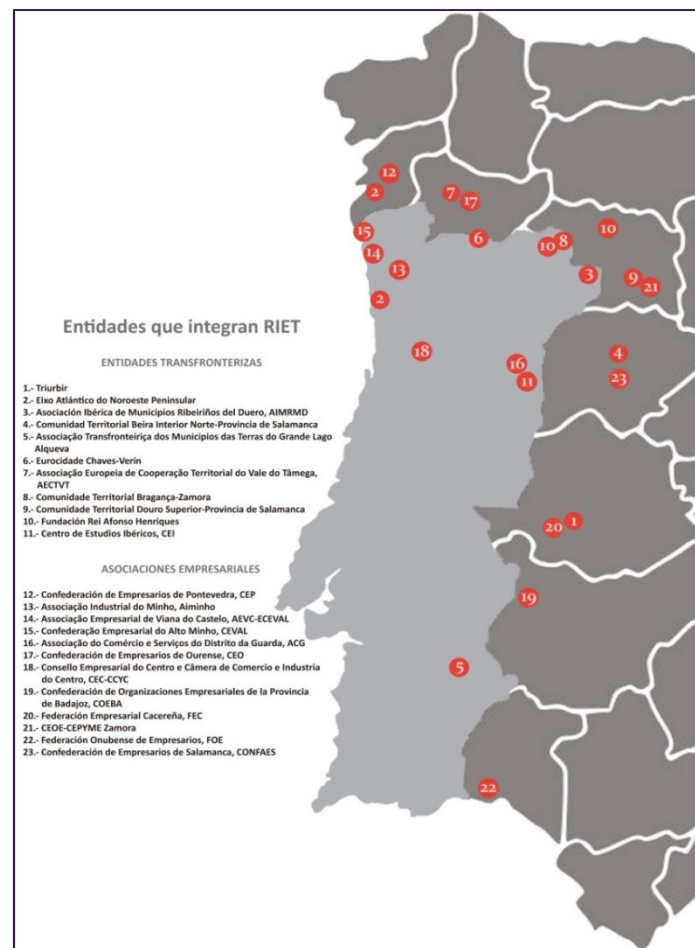 Entidades que integran RIET
ENTIDADES TRANSFRONTERIZAS
1.- Triurbir
2.- Eixo Atlántico do Noroeste Peninsular
3.- Asociación Ibérica de Municipios Ribeiriños del Duero, AIMRMD
4.- Comunidad Territorial Beira Interior Norte-Provincia de Salamanca
5.- Associação Transfronteiriça dos Municipios das Terras do Grande Lago
Alqueva
6.- Eurocidade Chaves-Verín
7.- Associação Europeia de Cooperação Territorial do Vale do Tâmega,
AECTVT
8.- Comunidade Territorial Bragança-Zamora
9.- Comunidade Territorial Douro Superior-Provincia de Salamanca
10.- Fundación Rei Afonso Henriques
11.- Centro de Estudios Ibéricos, CEI
ASOCIACIONES EMPRESARIALES
12.- Confederación de Empresarios de Pontevedra, CEP
13.- Associação Industrial do Minho, Aiminho
14.- Associação Empresarial de Viana do Castelo, AEVC-ECEVAL
15.- Confederação Empresarial do Alto Minho, CEVAL
16.- Associação do Comércio e Serviços do Distrito da Guarda, ACG
17.- Confederación de Empresarios de Ourense, CEO
18.- Consello Empresarial do Centro e Câmera de Comercio e Industria
do Centro, CEC-CCYC
19.- Confederación de Organizaciones Empresariales de la Provincia
de Badajoz, COEBA
20.- Federación Empresarial Cacereña, FEC
21.- CEOE-CEPYME Zamora
22.- Federación Onubense de Empresarios, FOE
23.- Confederación de Empresarios de Salamanca, CONFAES
12
2
7
17
15
6
10
8
10
14
13
3
9
21
2
18
16
4
11
23
20
1
19
5
22